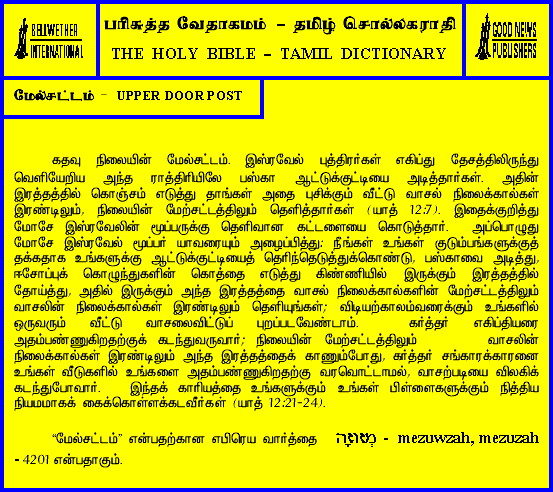 BELLWETHER
INTERNATIONAL
பரிசுத்த வேதாகமம் – தமிழ் சொல்லகராதி
THE HOLY BIBLE – TAMIL DICTIONARY
GOOD NEWS
PUBLISHERS
மேல்சட்டம் – UPPER DOOR POST
கதவு நிலையின் மேல்சட்டம். இஸ்ரவேல் புத்திரர்கள் எகிப்து தேசத்திலிருந்து
வெளியேறிய அந்த ராத்திரியிலே பஸ்கா ஆட்டுக்குட்டியை அடித்தார்கள். அதின்
இரத்தத்தில் கொஞ்சம் எடுத்து தாங்கள் அதை புசிக்கும் வீட்டு வாசல் நிலைக்கால்கள்
இரண்டிலும், நிலையின் மேற்சட்டத்திலும் தெளித்தார்கள் (யாத் 12:7). இதைக்குறித்து
மோசே இஸ்ரவேலின் மூப்பருக்கு தெளிவான கட்டளையை கொடுத்தார். அப்பொழுது
மோசே இஸ்ரவேல் மூப்பர் யாவரையும் அழைப்பித்து: நீங்கள் உங்கள் குடும்பங்களுக்குத்
தக்கதாக உங்களுக்கு ஆட்டுக்குட்டியைத் தெரிந்தெடுத்துக்கொண்டு, பஸ்காவை அடித்து,
ஈசோப்புக் கொழுந்துகளின் கொத்தை எடுத்து கிண்ணியில் இருக்கும் இரத்தத்தில்
தோய்த்து, அதில் இருக்கும் அந்த இரத்தத்தை வாசல் நிலைக்கால்களின் மேற்சட்டத்திலும்
வாசலின் நிலைக்கால்கள் இரண்டிலும் தெளியுங்கள்; விடியற்காலம்வரைக்கும் உங்களில்
ஒருவரும் வீட்டு வாசலைவிட்டுப் புறப்படவேண்டாம். கர்த்தர் எகிப்தியரை
அதம்பண்ணுகிறதற்குக் கடந்துவருவார்; நிலையின் மேற்சட்டத்திலும் வாசலின்
நிலைக்கால்கள் இரண்டிலும் அந்த இரத்தத்தைக் காணும்போது, கர்த்தர் சங்காரக்காரனை
உங்கள் வீடுகளில் உங்களை அதம்பண்ணுகிறதற்கு வரவொட்டாமல், வாசற்படியை விலகிக்
கடந்துபோவார். இந்தக் காரியத்தை உங்களுக்கும் உங்கள் பிள்ளைகளுக்கும் நித்திய
நியமமாகக் கைக்கொள்ளக்கடவீர்கள் (யாத் 12:21-24).
“மேல்சட்டம்” என்பதற்கான எபிரெய வார்த்தை מְזוּזָה - mezuwzah, mezuzah
- 4201 என்பதாகும்.